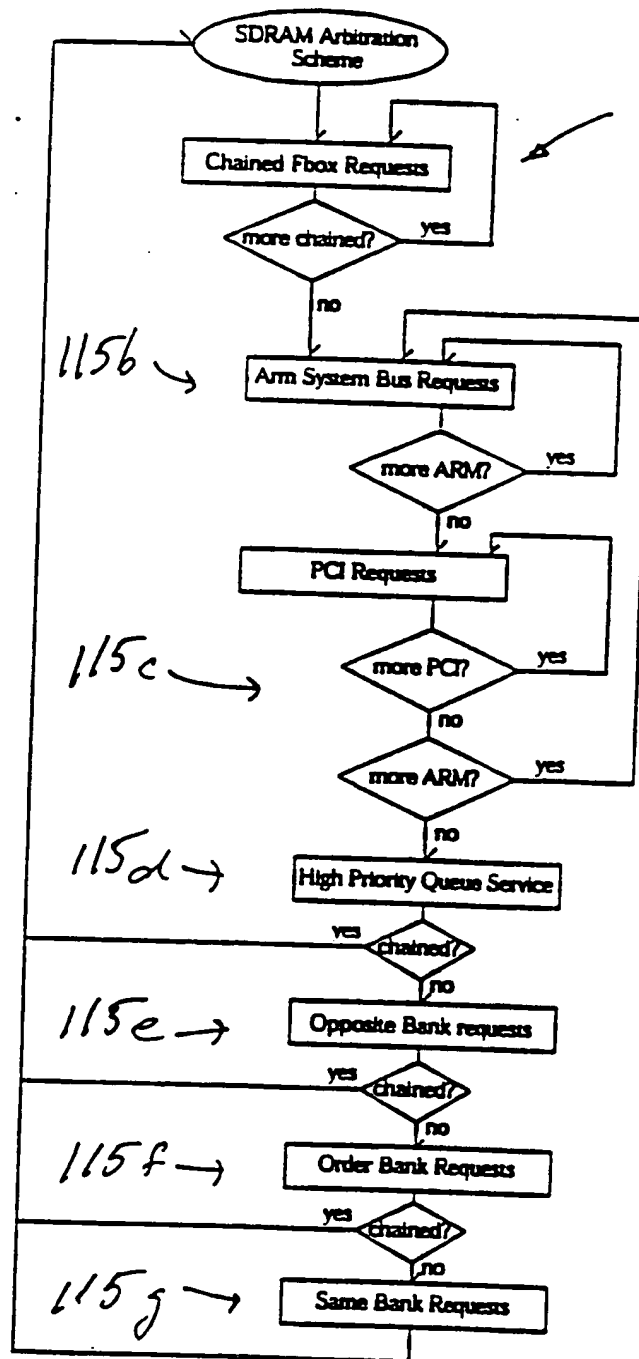 SDRAM Arbitration
Scheme
Chained Fbox Requests
more chained?
yes
no
115b
Arm System Bus Requests
more ARM?
yes
no
PCI Requests
115c
more PCI?
yes
no
more ARM?
yes
no
115d
High Priority Queue Service
yes
chained?
no
115e
Opposite Bank requests
yes
chained?
no
115f
Order Bank Requests
yes
chained?
no
115g
Same Bank Requests